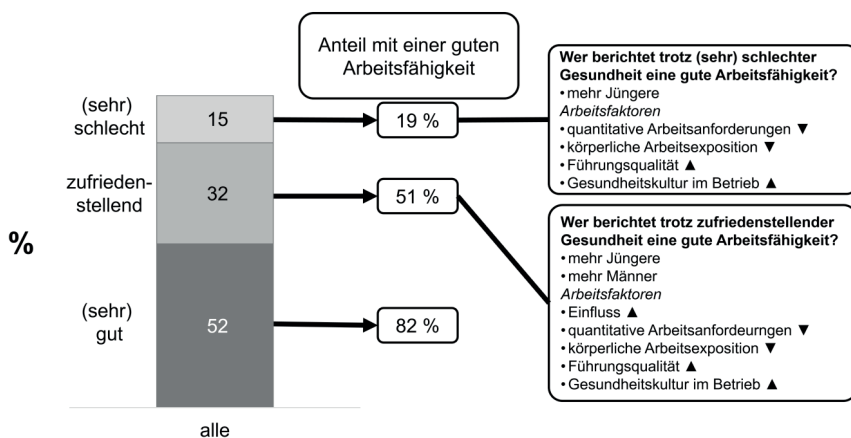 Anteil mit einer guten
Arbeitsfähigkeit
(sehr)
schlecht
15
19 %
zufrieden-
stellend
32
51 %
%
(sehr)
gut
52
82 %
alle
Wer berichtet trotz (sehr) schlechter
Gesundheit eine gute Arbeitsfähigkeit?
• mehr Jüngere
Arbeitsfaktoren
• quantitative Arbeitsanforderungen ▼
• körperliche Arbeitsexposition ▼
• Führungsqualität ▲
• Gesundheitskultur im Betrieb ▲
Wer berichtet trotz zufriedenstellender
Gesundheit eine gute Arbeitsfähigkeit?
• mehr Jüngere
• mehr Männer
Arbeitsfaktoren
• Einfluss ▲
• quantitative Arbeitsanfordeurngen ▼
• körperliche Arbeitsexposition ▼
• Führungsqualität ▲
• Gesundheitskultur im Betrieb ▲